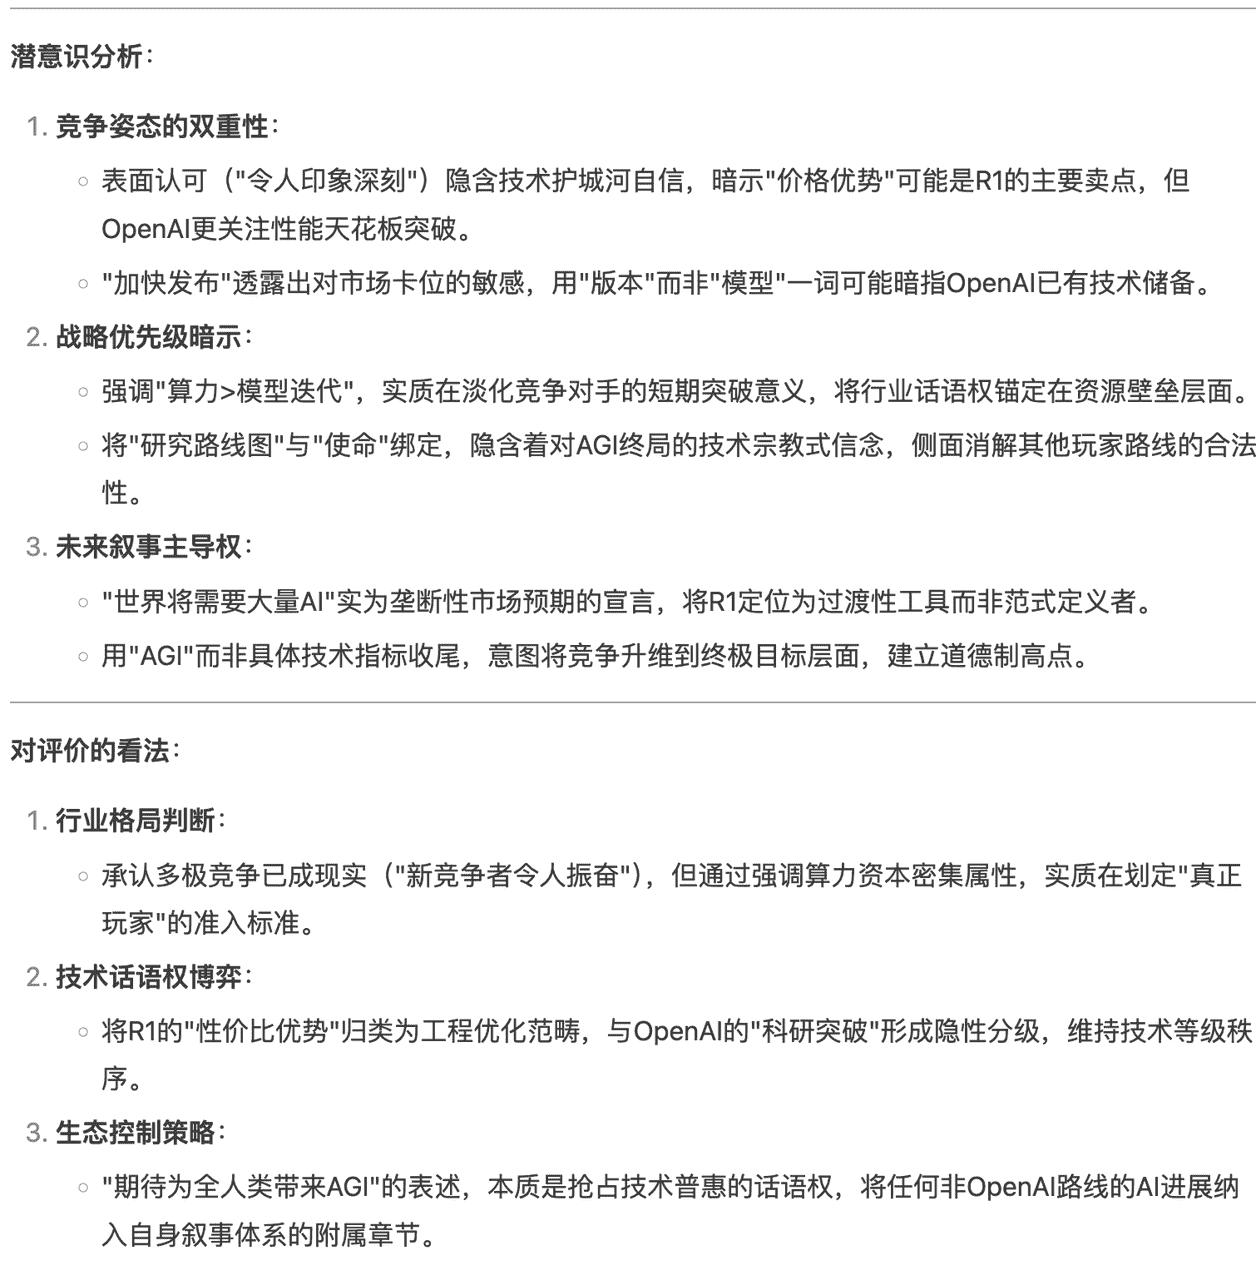 潜意识分析：
1. 竞争姿态的双重性：
○ 表面认可（"令人印象深刻"）隐含技术护城河自信，暗示"价格优势"可能是R1的主要卖点，但
OpenAI更关注性能天花板突破。
○ "加快发布"透露出对市场卡位的敏感，用"版本"而非"模型"一词可能暗指OpenAI已有技术储备。
2. 战略优先级暗示：
○ 强调"算力>模型迭代"，实质在淡化竞争对手的短期突破意义，将行业话语权锚定在资源壁垒层面。
○ 将"研究路线图"与"使命"绑定，隐含着对AGI终局的技术宗教式信念，侧面消解其他玩家路线的合法
性。
3. 未来叙事主导权：
○ "世界将需要大量AI"实为垄断性市场预期的宣言，将R1定位为过渡性工具而非范式定义者。
○ 用"AGI"而非具体技术指标收尾，意图将竞争升维到终极目标层面，建立道德制高点。
对评价的看法：
1. 行业格局判断：
○ 承认多极竞争已成现实（"新竞争者令人振奋"），但通过强调算力资本密集属性，实质在划定"真正
玩家"的准入标准。
2. 技术话语权博弈：
○ 将R1的"性价比优势"归类为工程优化范畴，与OpenAI的"科研突破"形成隐性分级，维持技术等级秩
序。
3. 生态控制策略：
○ "期待为全人类带来AGI"的表述，本质是抢占技术普惠的话语权，将任何非OpenAI路线的AI进展纳
入自身叙事体系的附属章节。